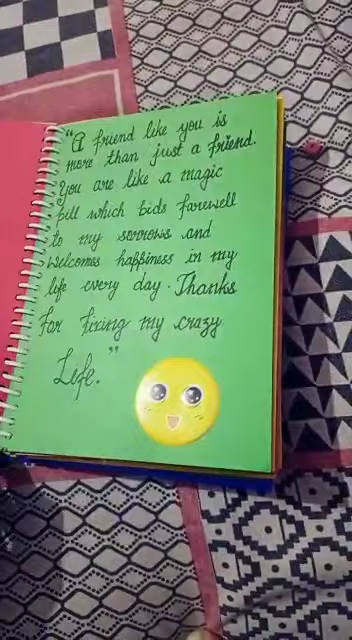 "A friend like you is
more than just a friend.
You are like a magic
pill which bids farewell
to my sorrows and
welcomes happiness in my
life every day. Thanks
for fixing my crazy
Life."